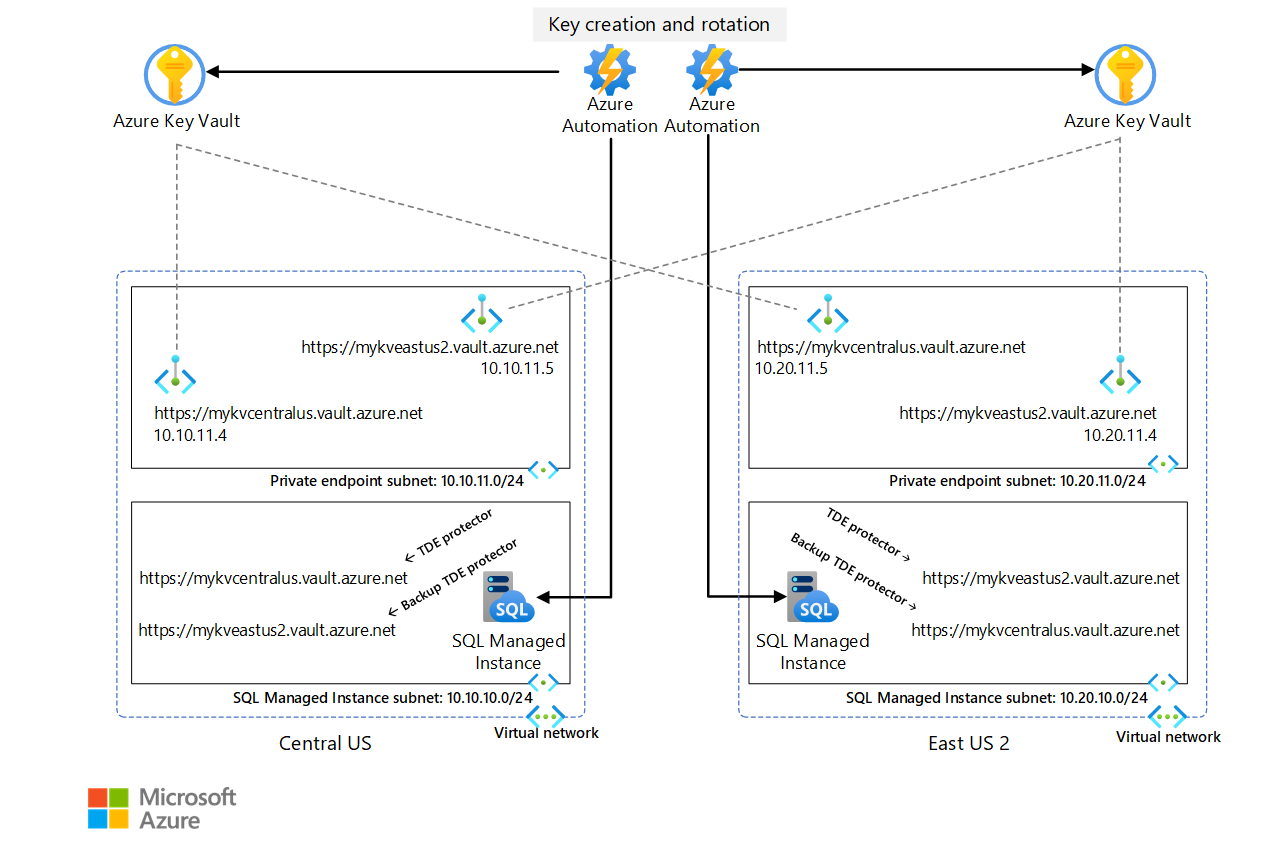 Key creation and rotation
Azure Key Vault
Azure
Automation
Azure
Automation
Azure Key Vault
https://mykveastus2.vault.azure.net
10.10.11.5
https://mykvcentralus.vault.azure.net
10.10.11.4
Private endpoint subnet: 10.10.11.0/24
https://mykvcentralus.vault.azure.net
10.20.11.5
https://mykveastus2.vault.azure.net
10.20.11.4
Private endpoint subnet: 10.20.11.0/24
← TDE protector
← Backup TDE protector
https://mykvcentralus.vault.azure.net
https://mykveastus2.vault.azure.net
SQL
SQL Managed
Instance
SQL Managed Instance subnet: 10.10.10.0/24
Virtual network
Central US
TDE protector →
Backup TDE protector →
https://mykveastus2.vault.azure.net
https://mykvcentralus.vault.azure.net
SQL
SQL Managed
Instance
SQL Managed Instance subnet: 10.20.10.0/24
Virtual network
East US 2
Microsoft
Azure